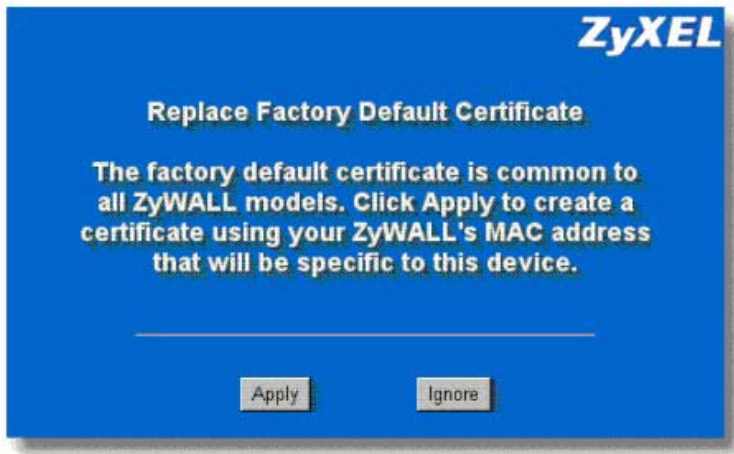 ZyXEL
Replace Factory Default Certificate
The factory default certificate is common to
all ZyWALL models. Click Apply to create a
certificate using your ZyWALL's MAC address
that will be specific to this device.
Apply
Ignore